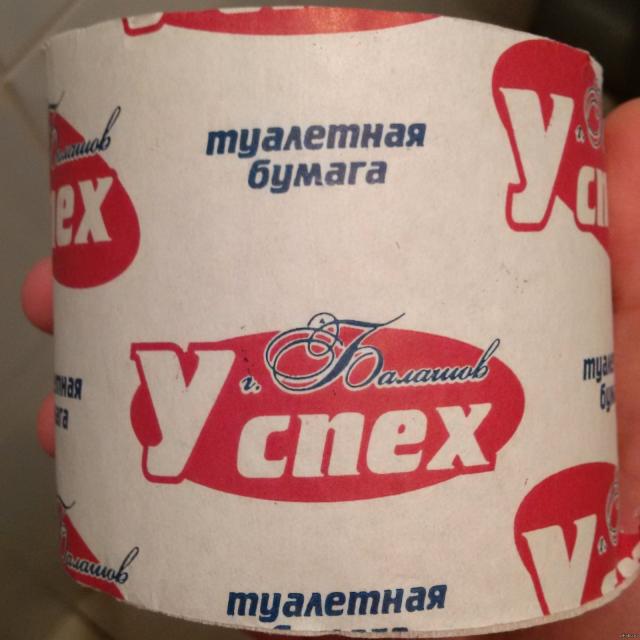 туалетная
бумага
г. Балашов
Успех
туалетная